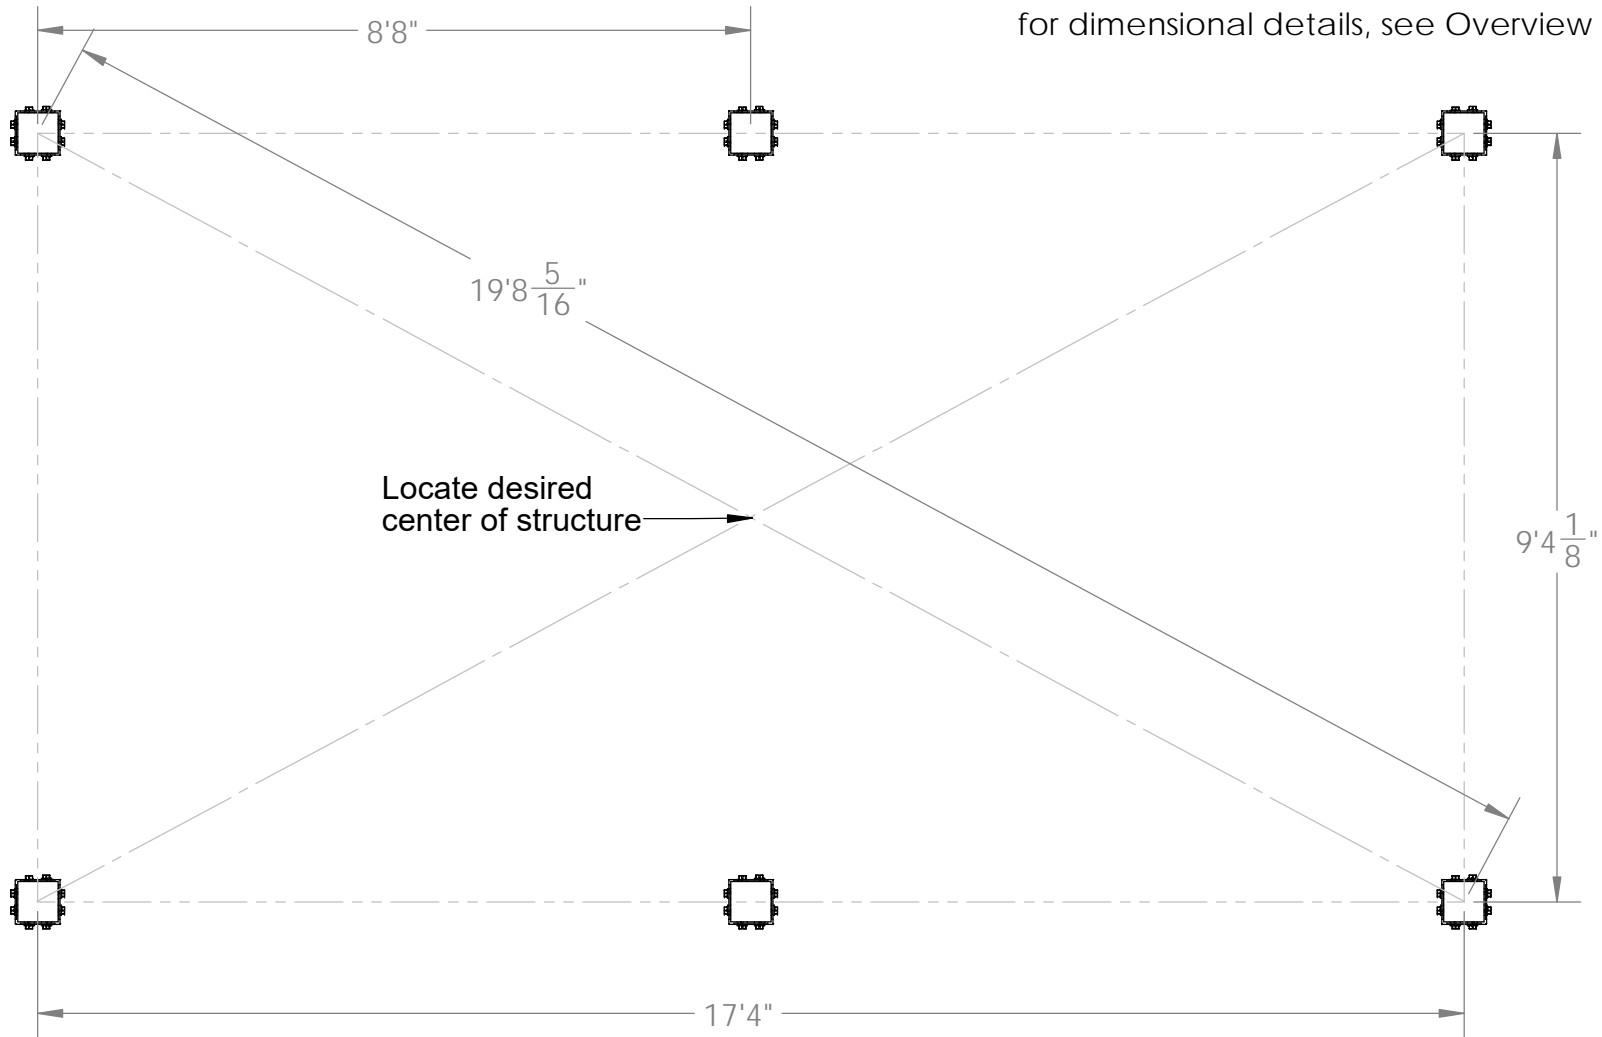 for dimensional details, see Overview
8'8"
19'8 5/16"
Locate desired
center of structure
9'4 1/8"
17'4"